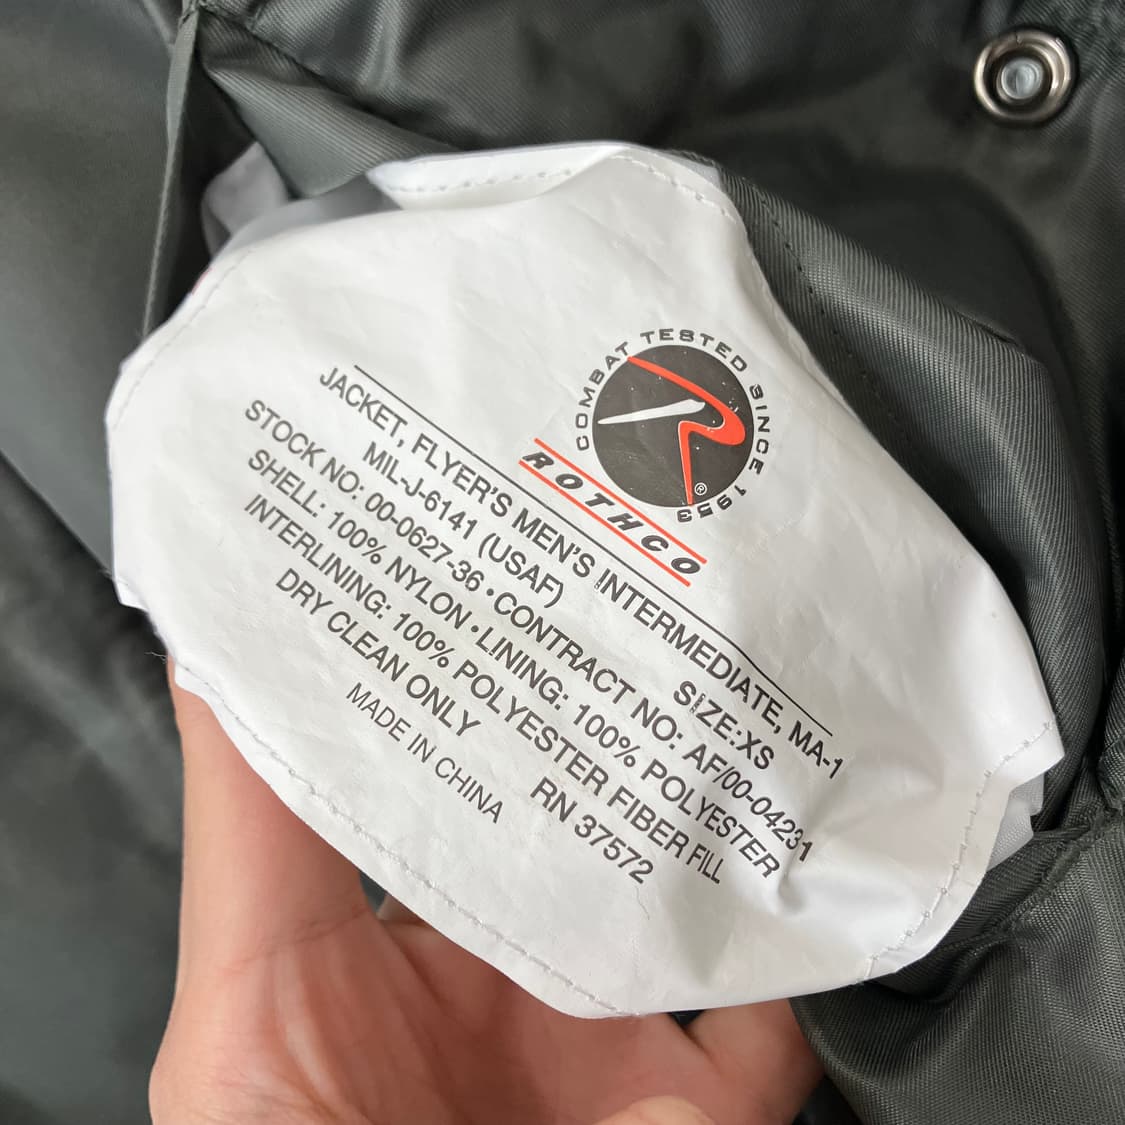 COMBAT TESTED SINCE 1953
R®
ROTHCO
JACKET, FLYER'S MEN'S INTERMEDIATE, MA-1
MIL-J-6141 (USAF) SIZE:XS
STOCK NO: 00-0627-36 • CONTRACT NO: AF/00-04231
SHELL: 100% NYLON • LINING: 100% POLYESTER
INTERLINING: 100% POLYESTER FIBER FILL
DRY CLEAN ONLY RN 37572
MADE IN CHINA